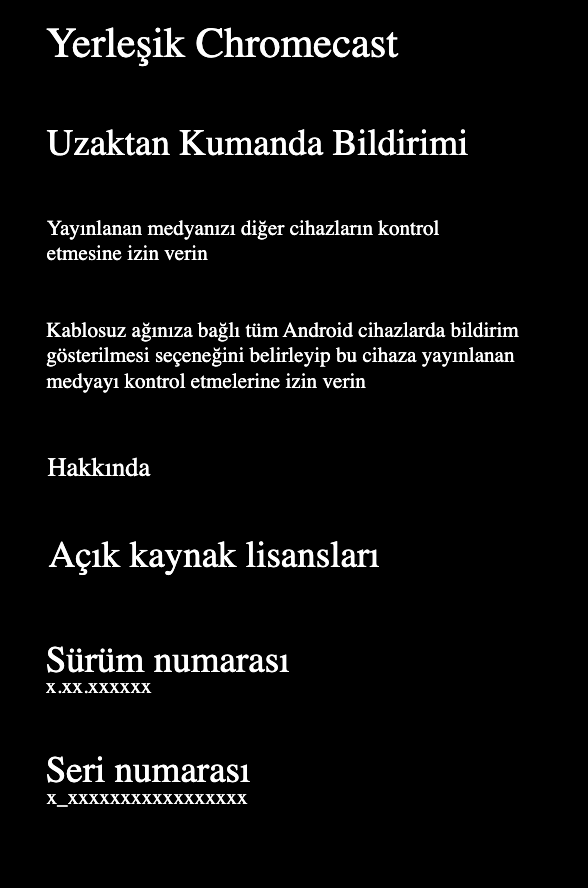 Yerleşik Chromecast
Uzaktan Kumanda Bildirimi
Yayınlanan medyanızı diğer cihazların kontrol
etmesine izin verin
Kablosuz ağınıza bağlı tüm Android cihazlarda bildirim
gösterilmesi seçeneğini belirleyip bu cihaza yayınlanan
medyayı kontrol etmelerine izin verin
Hakkında
Açık kaynak lisansları
Sürüm numarası
x.xx.xxxxxx
Seri numarası
x_xxxxxxxxxxxxxxxxx